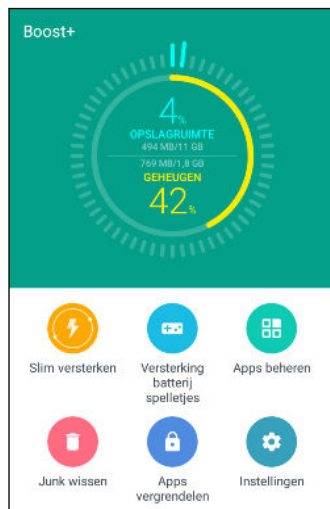 Boost+
4%
OPSLAGRUIMTE
494 MB/11 GB
769 MB/1,8 GB
GEHEUGEN
42%
Slim versterken
Versterking
batterij
spelletjes
Apps beheren
Junk wissen
Apps
vergrendelen
Instellingen